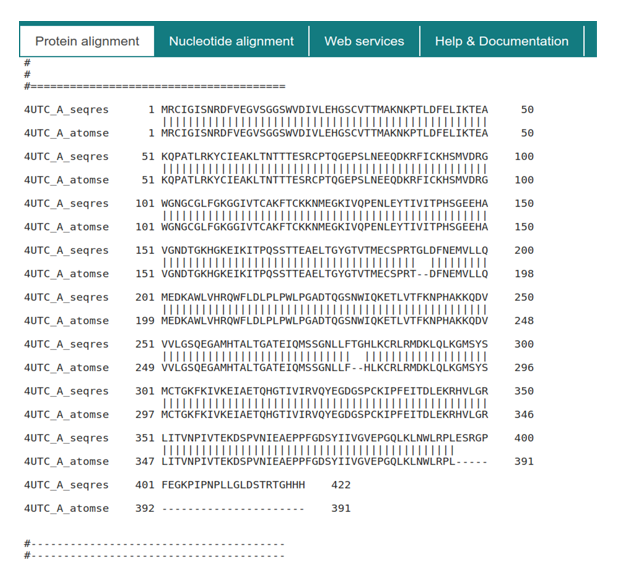 Protein alignment Nucleotide alignment Web services Help & Documentation
#
#
#=======================================
4UTC_A_seqres 1 MRCIGISNRDFVEGVSGGSWVDIVLEHGSCVTTMAKNKPTLDFELIKTEA 50
||||||||||||||||||||||||||||||||||||||||||||||||||
4UTC_A_atomse 1 MRCIGISNRDFVEGVSGGSWVDIVLEHGSCVTTMAKNKPTLDFELIKTEA 50
4UTC_A_seqres 51 KQPATLRKYCIEAKLTNTTTESRCPTQGEPSLNEEQDKRFICKHSMVDRG 100
||||||||||||||||||||||||||||||||||||||||||||||||||
4UTC_A_atomse 51 KQPATLRKYCIEAKLTNTTTESRCPTQGEPSLNEEQDKRFICKHSMVDRG 100
4UTC_A_seqres 101 WGNGCGLFGKGGIVTCAKFTCKKNMEGKIVQPENLEYTIVITPHSGEEHA 150
||||||||||||||||||||||||||||||||||||||||||||||||||
4UTC_A_atomse 101 WGNGCGLFGKGGIVTCAKFTCKKNMEGKIVQPENLEYTIVITPHSGEEHA 150
4UTC_A_seqres 151 VGNDTGKHGKEIKITPQSSTTEAELTGYGTVTMECSPRTGLDFNEMVLLQ 200
|||||||||||||||||||||||||||||||||||||||  |||||||||
4UTC_A_atomse 151 VGNDTGKHGKEIKITPQSSTTEAELTGYGTVTMECSPRT--DFNEMVLLQ 198
4UTC_A_seqres 201 MEDKAWLVHRQWFLDLPLPWLPGADTQGSNWIQKETLVTFKNPHAKKQDV 250
||||||||||||||||||||||||||||||||||||||||||||||||||
4UTC_A_atomse 199 MEDKAWLVHRQWFLDLPLPWLPGADTQGSNWIQKETLVTFKNPHAKKQDV 248
4UTC_A_seqres 251 VVLGSQEGAMHTALTGATEIQMSSGNLLFTGHLKCRLRMDKLQLKGMSYS 300
|||||||||||||||||||||||||||||  |||||||||||||||||||
4UTC_A_atomse 249 VVLGSQEGAMHTALTGATEIQMSSGNLLF--HLKCRLRMDKLQLKGMSYS 296
4UTC_A_seqres 301 MCTGKFKIVKEIAETQHGTIVIRVQYEGDGSPCKIPFEITDLEKRHVLGR 350
||||||||||||||||||||||||||||||||||||||||||||||||||
4UTC_A_atomse 297 MCTGKFKIVKEIAETQHGTIVIRVQYEGDGSPCKIPFEITDLEKRHVLGR 346
4UTC_A_seqres 351 LITVNPIVTEKDSPVNIEAEPPFGDSYIIVGVEPGQLKLNWLRPLESRGP 400
|||||||||||||||||||||||||||||||||||||||||||||
4UTC_A_atomse 347 LITVNPIVTEKDSPVNIEAEPPFGDSYIIVGVEPGQLKLNWLRPL----- 391
4UTC_A_seqres 401 FEGKPIPNPLLGLDSTRTGHHH 422
4UTC_A_atomse 392 ---------------------- 391
#---------------------------------------
#---------------------------------------